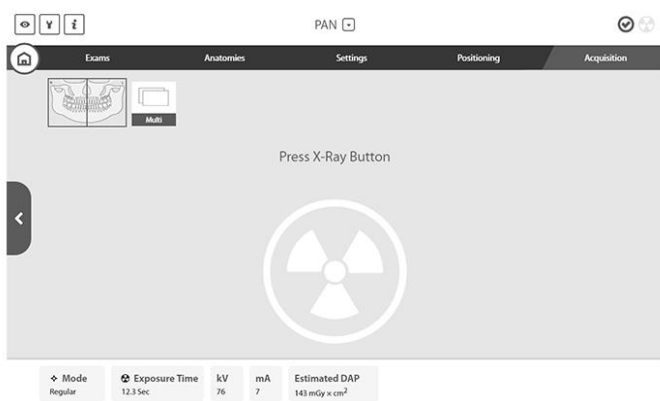 PAN
Exams Anatomies Settings Positioning Acquisition
Multi
Press X-Ray Button
Mode Exposure Time kV mA Estimated DAP
Regular 12.3 Sec 76 7 143 mGy × cm²